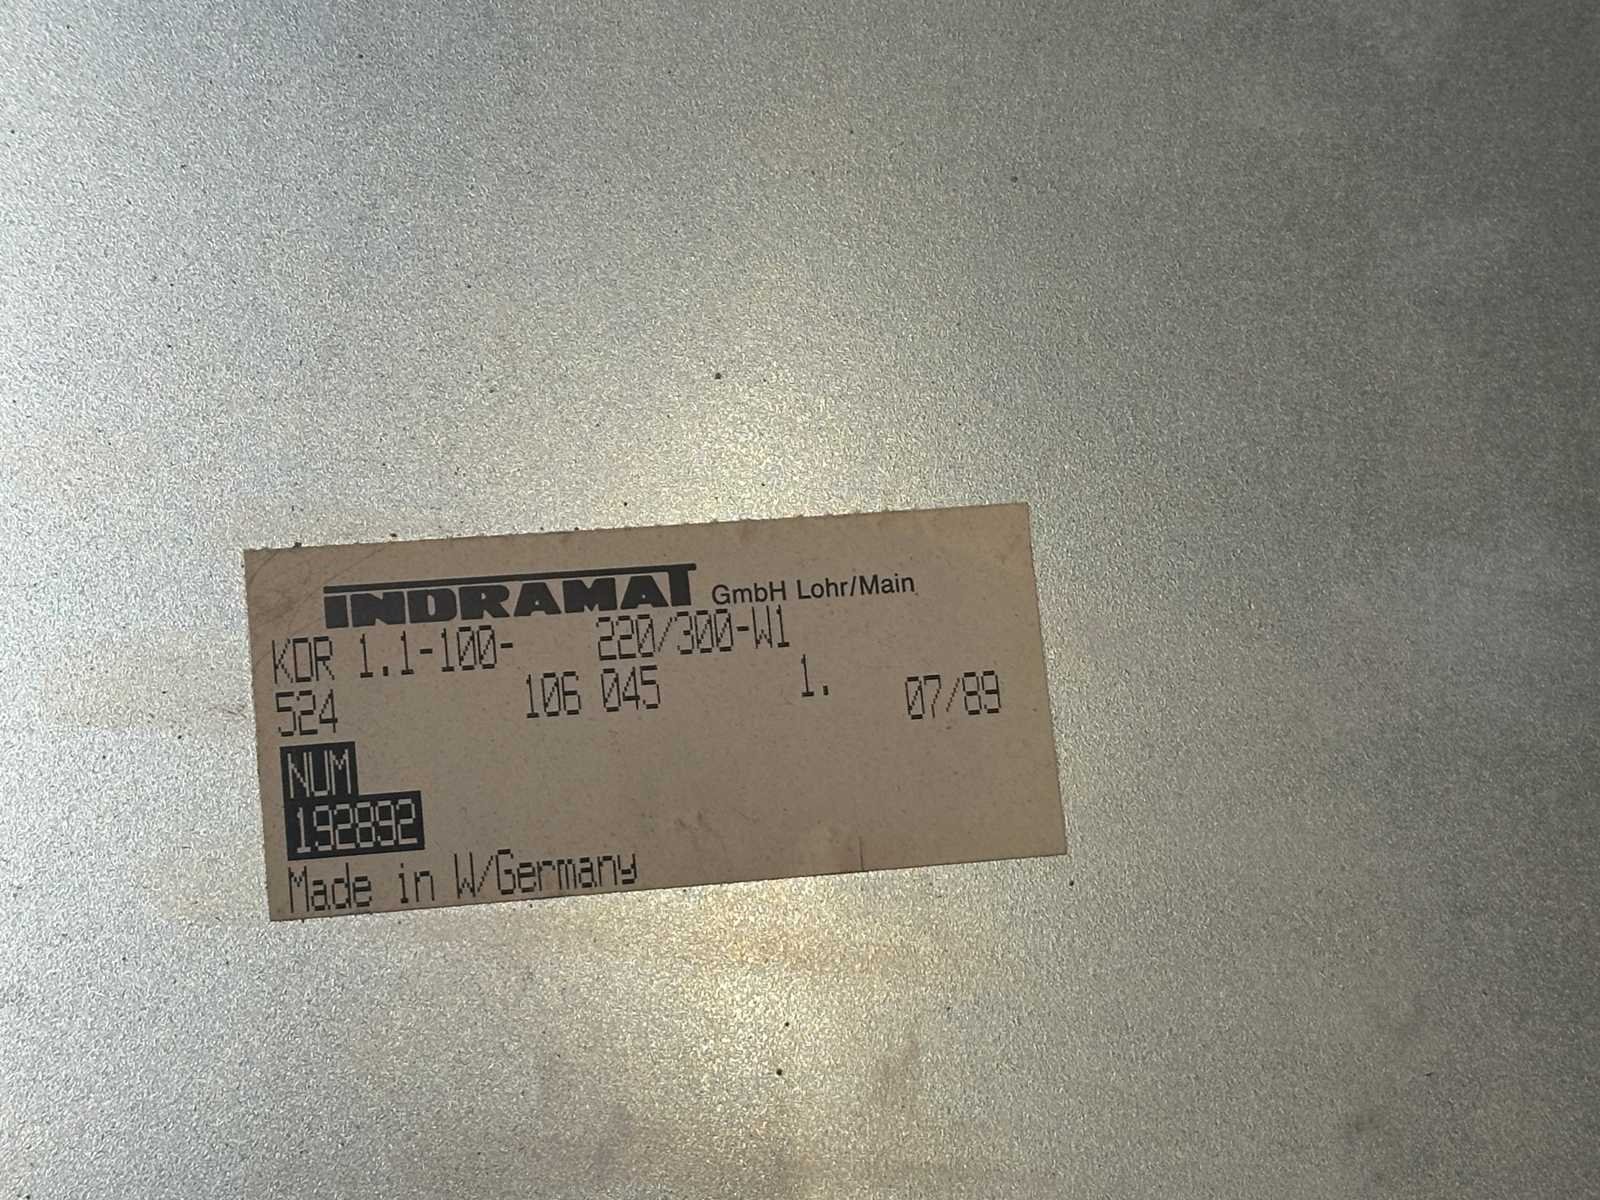 INDRAMAT GmbH Lohr/Main
KDR 1.1-100- 220/300-W1
524 106 045 1. 07/89
NUM
192892
Made in W/Germany